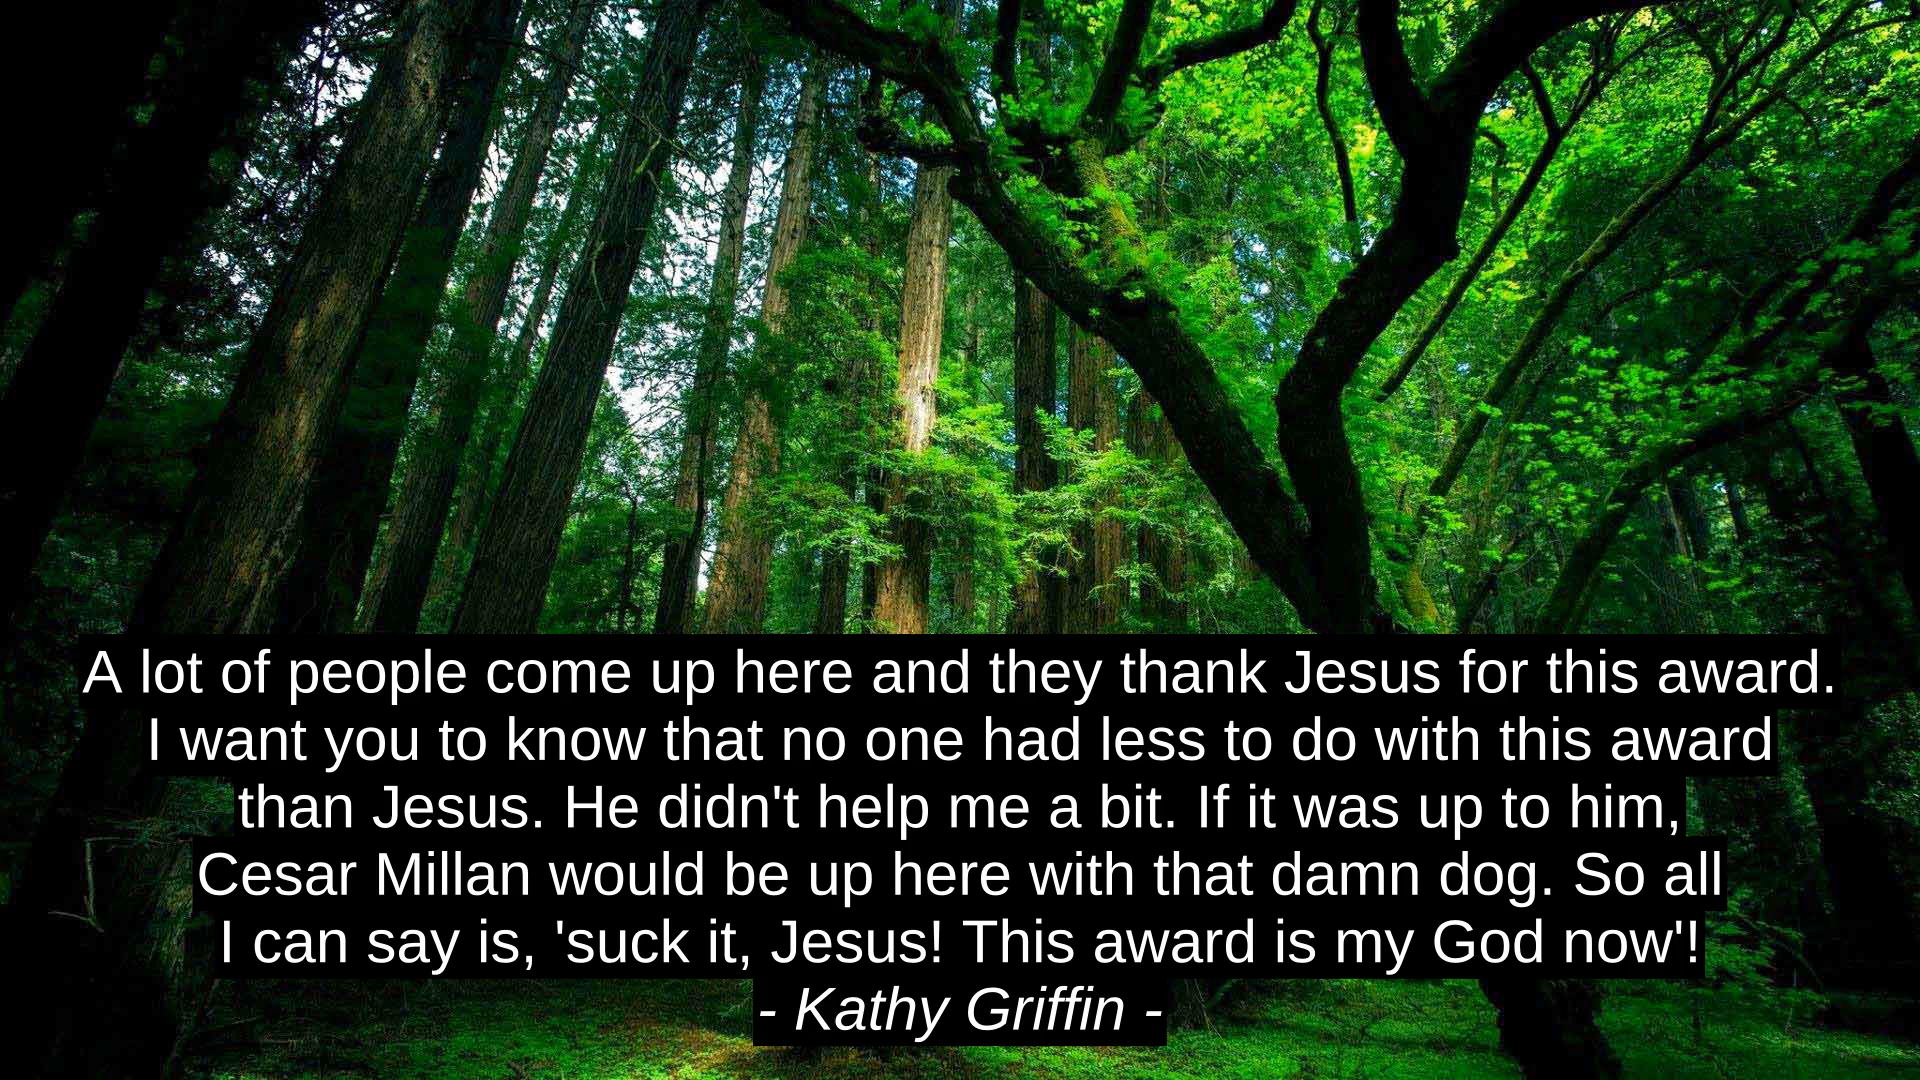 A lot of people come up here and they thank Jesus for this award.
I want you to know that no one had less to do with this award
than Jesus. He didn't help me a bit. If it was up to him,
Cesar Millan would be up here with that damn dog. So all
I can say is, 'suck it, Jesus! This award is my God now'!
- Kathy Griffin -